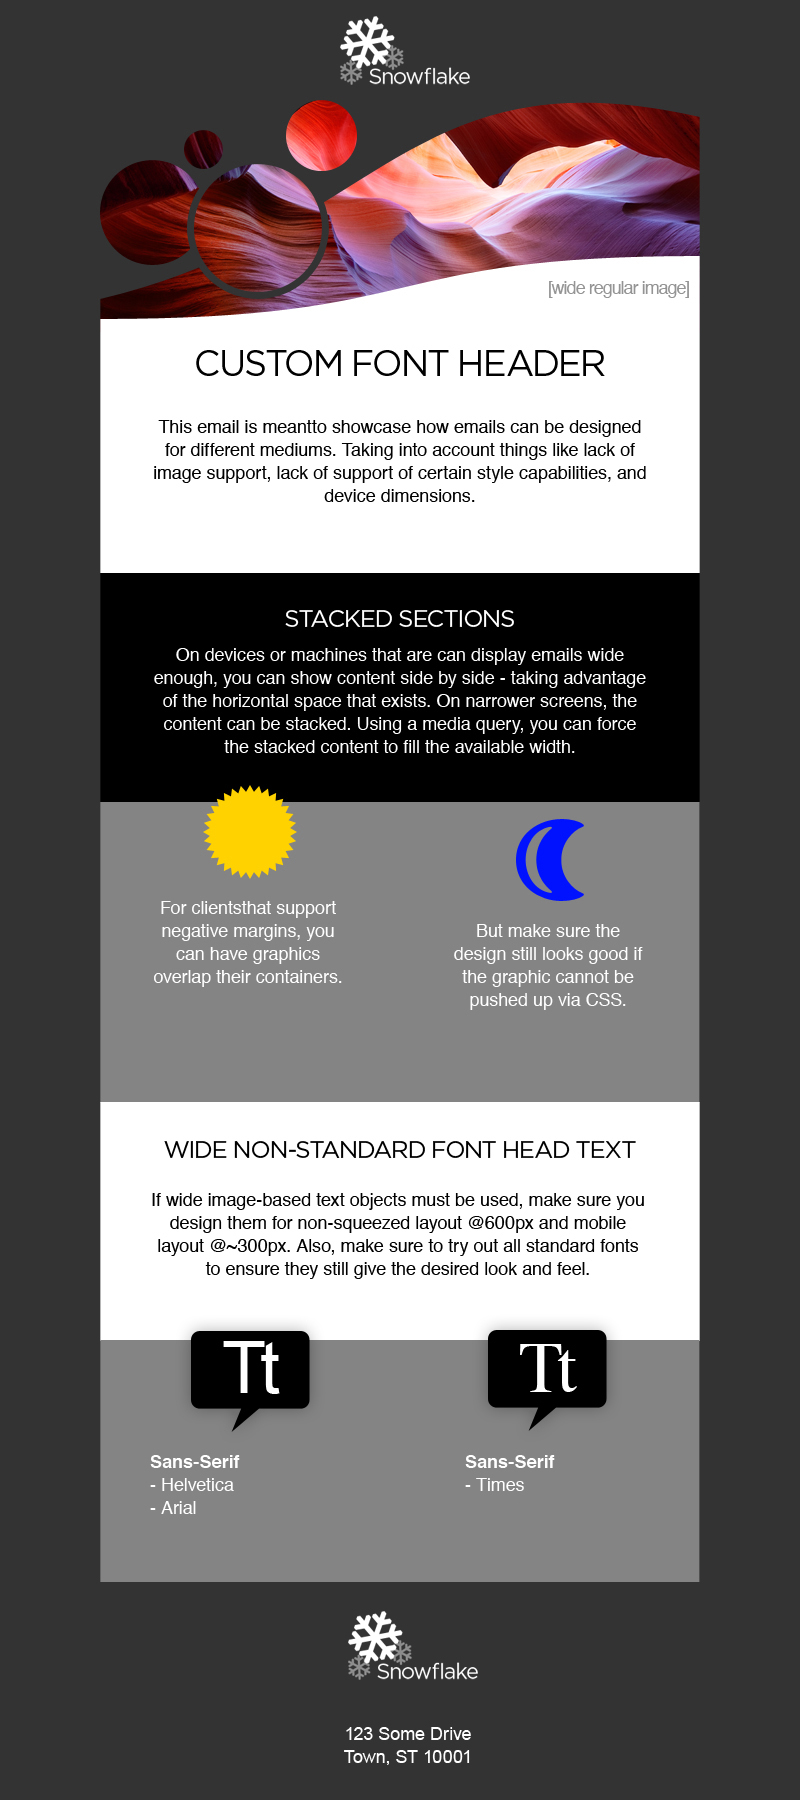 Snowflake
[wide regular image]
CUSTOM FONT HEADER
This email is meantto showcase how emails can be designed
for different mediums. Taking into account things like lack of
image support, lack of support of certain style capabilities, and
device dimensions.
STACKED SECTIONS
On devices or machines that are can display emails wide
enough, you can show content side by side - taking advantage
of the horizontal space that exists. On narrower screens, the
content can be stacked. Using a media query, you can force
the stacked content to fill the available width.
For clientsthat support
negative margins, you
can have graphics
overlap their containers.
But make sure the
design still looks good if
the graphic cannot be
pushed up via CSS.
WIDE NON-STANDARD FONT HEAD TEXT
If wide image-based text objects must be used, make sure you
design them for non-squeezed layout @600px and mobile
layout @~300px. Also, make sure to try out all standard fonts
to ensure they still give the desired look and feel.
Tt
Sans-Serif
- Helvetica
- Arial
Tt
Sans-Serif
- Times
Snowflake
123 Some Drive
Town, ST 10001